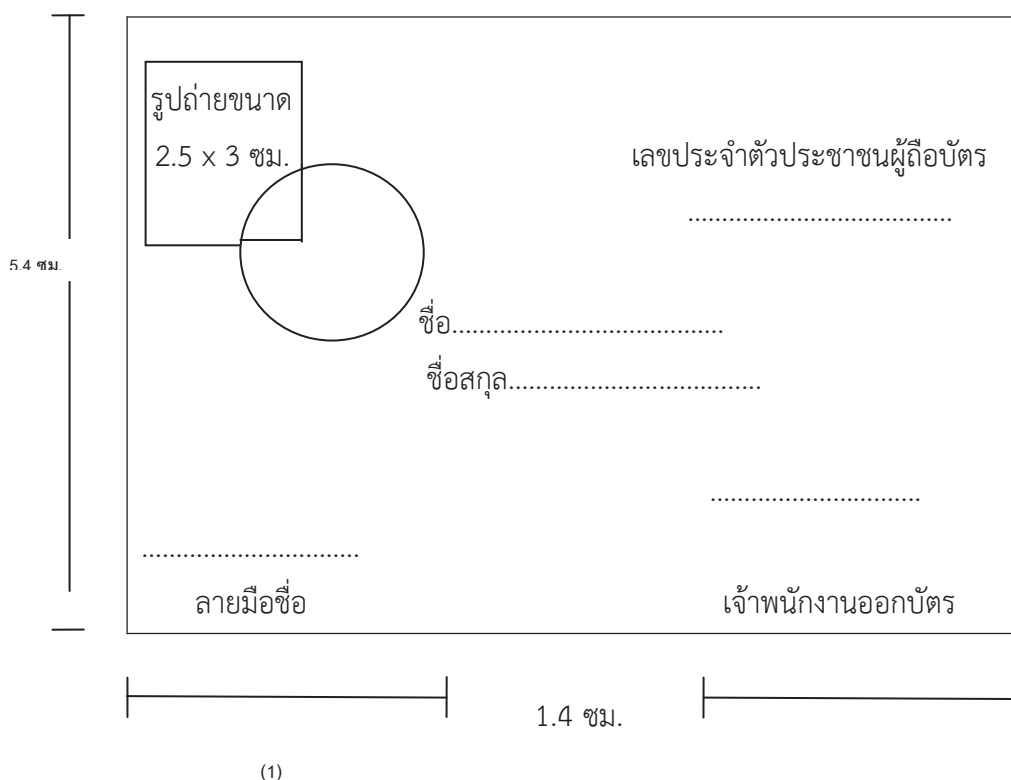 รูปถ่ายขนาด
2.5 x 3 ซม.
เลขประจำตัวประชาชนผู้ถือบัตร
.......................................
5.4 ซม.
ชื่อ........................................
ชื่อสกุล.....................................
...............................
................................
ลายมือชื่อ
เจ้าพนักงานออกบัตร
1.4 ซม.
(1)